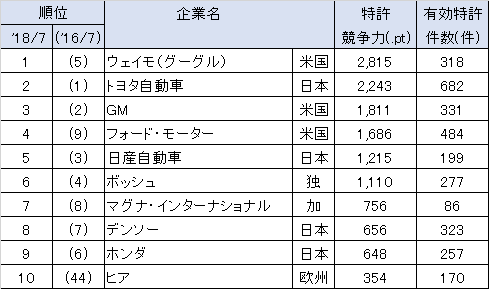 順位 企業名 特許競争力(.pt) 有効特許件数(件)
'18/7 ('16/7)
1 (5) ウェイモ(グーグル) 米国 2,815 318
2 (1) トヨタ自動車 日本 2,243 682
3 (2) GM 米国 1,811 331
4 (9) フォード・モーター 米国 1,686 484
5 (3) 日産自動車 日本 1,215 199
6 (4) ボッシュ 独 1,110 277
7 (8) マグナ・インターナショナル 加 756 86
8 (7) デンソー 日本 656 323
9 (6) ホンダ 日本 648 257
10 (44) ヒア 欧州 354 170